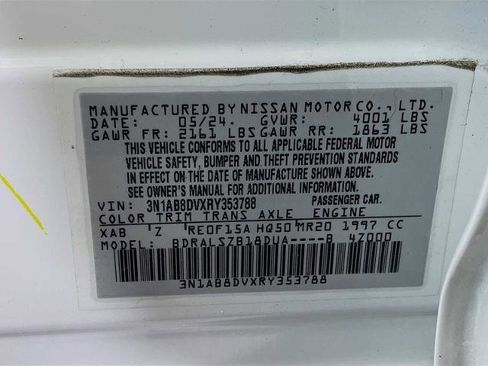 MANUFACTURED BY NISSAN MOTOR CO., LTD.
DATE: 05/24. GVWR: 4001 LBS
GAWR FR: 2161 LBS GAWR RR: 1863 LBS
THIS VEHICLE CONFORMS TO ALL APPLICABLE FEDERAL MOTOR
VEHICLE SAFETY, BUMPER AND THEFT PREVENTION STANDARDS
IN EFFECT ON THE DATE OF MANUFACTURE SHOWN ABOVE.
SEE OWNER'S MANUAL FOR ADDITIONAL INFORMATION.
VIN: 3N1AB8DVXRY353788 PASSENGER CAR.
COLOR TRIM TRANS AXLE ENGINE
XAB Z RE0F15A HQ50 MR20 1997 CC
MODEL: BDRALSZB18DUA----B 4Z000
3N1AB8DVXRY353788